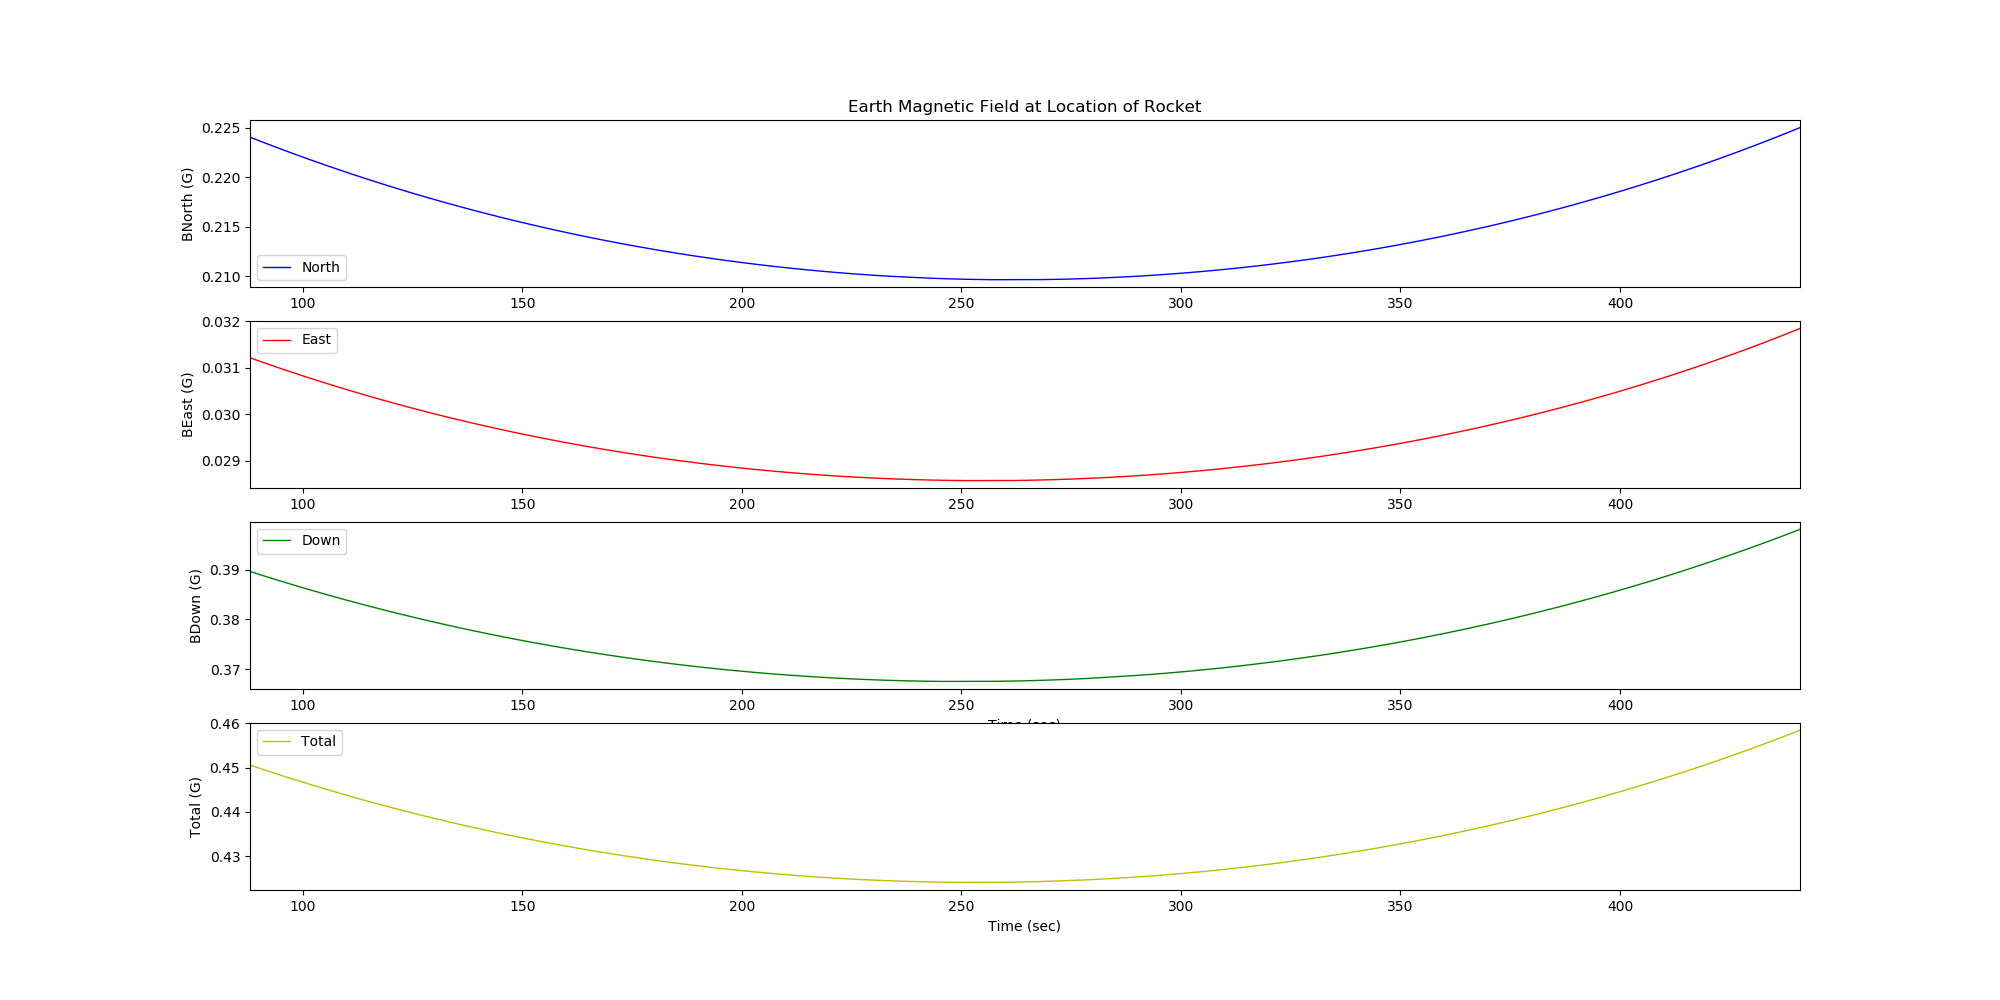 Earth Magnetic Field at Location of Rocket
BNorth (G)
0.225
0.220
0.215
0.210
North
100 150 200 250 300 350 400
BEast (G)
0.032
0.031
0.030
0.029
East
100 150 200 250 300 350 400
BDown (G)
0.39
0.38
0.37
Down
100 150 200 250 300 350 400
Time (sec)
Total (G)
0.46
0.45
0.44
0.43
Total
100 150 200 250 300 350 400
Time (sec)